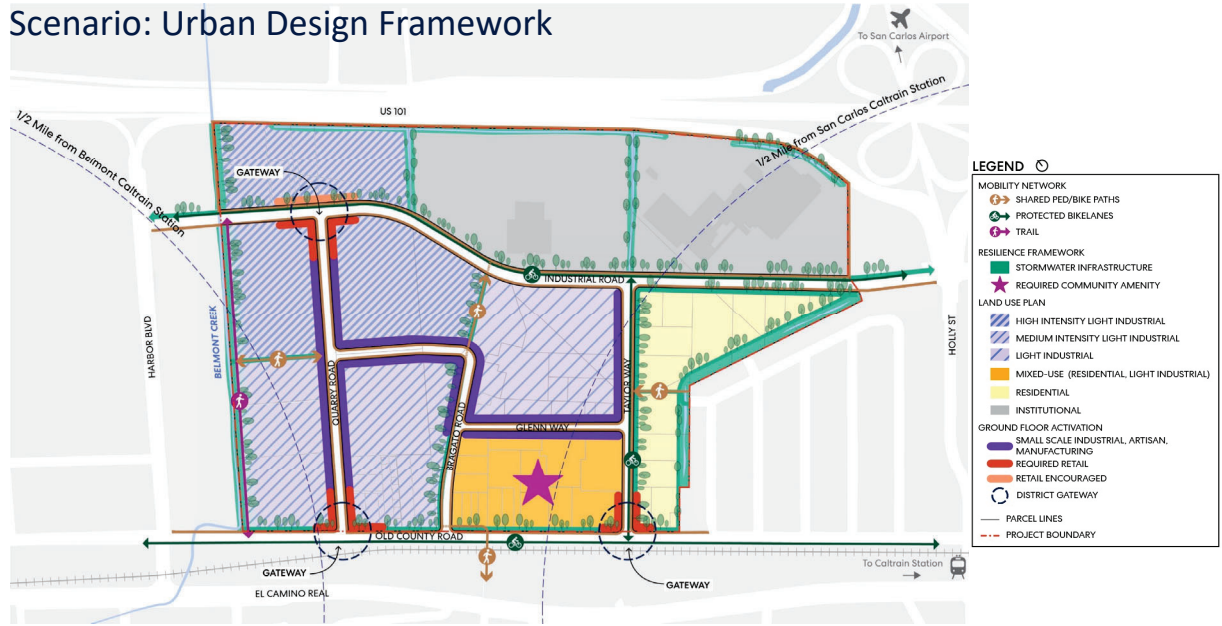 Scenario: Urban Design Framework
To San Carlos Airport
US 101
1/2 Mile from Belmont Caltrain Station
1/2 Mile from San Carlos Caltrain Station
GATEWAY
INDUSTRIAL ROAD
HARBOR BLVD
BELMONT CREEK
QUARRY ROAD
BRAGATO ROAD
TAYLOR WAY
HOLLY ST
GLENN WAY
OLD COUNTY ROAD
GATEWAY
GATEWAY
EL CAMINO REAL
To Caltrain Station
LEGEND
MOBILITY NETWORK
SHARED PED/BIKE PATHS
PROTECTED BIKELANES
TRAIL
RESILIENCE FRAMEWORK
STORMWATER INFRASTRUCTURE
REQUIRED COMMUNITY AMENITY
LAND USE PLAN
HIGH INTENSITY LIGHT INDUSTRIAL
MEDIUM INTENSITY LIGHT INDUSTRIAL
LIGHT INDUSTRIAL
MIXED-USE (RESIDENTIAL, LIGHT INDUSTRIAL)
RESIDENTIAL
INSTITUTIONAL
GROUND FLOOR ACTIVATION
SMALL SCALE INDUSTRIAL, ARTISAN,
MANUFACTURING
REQUIRED RETAIL
RETAIL ENCOURAGED
DISTRICT GATEWAY
PARCEL LINES
PROJECT BOUNDARY